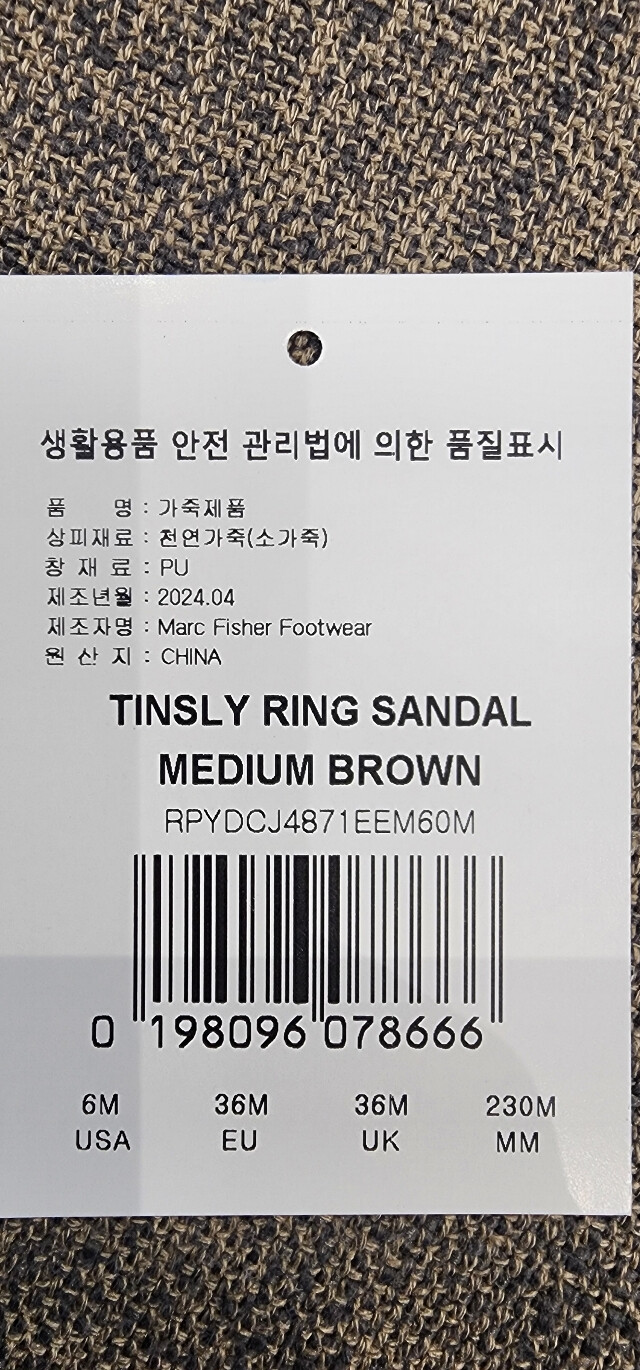 생활용품 안전 관리법에 의한 품질표시
품 명 : 가죽제품
상피재료 : 천연가죽(소가죽)
창 재 료 : PU
제조년월 : 2024.04
제조자명 : Marc Fisher Footwear
원 산 지 : CHINA
TINSLY RING SANDAL
MEDIUM BROWN
RPYDCJ4871EEM60M
0 198096 078666
6M 36M 36M 230M
USA EU UK MM